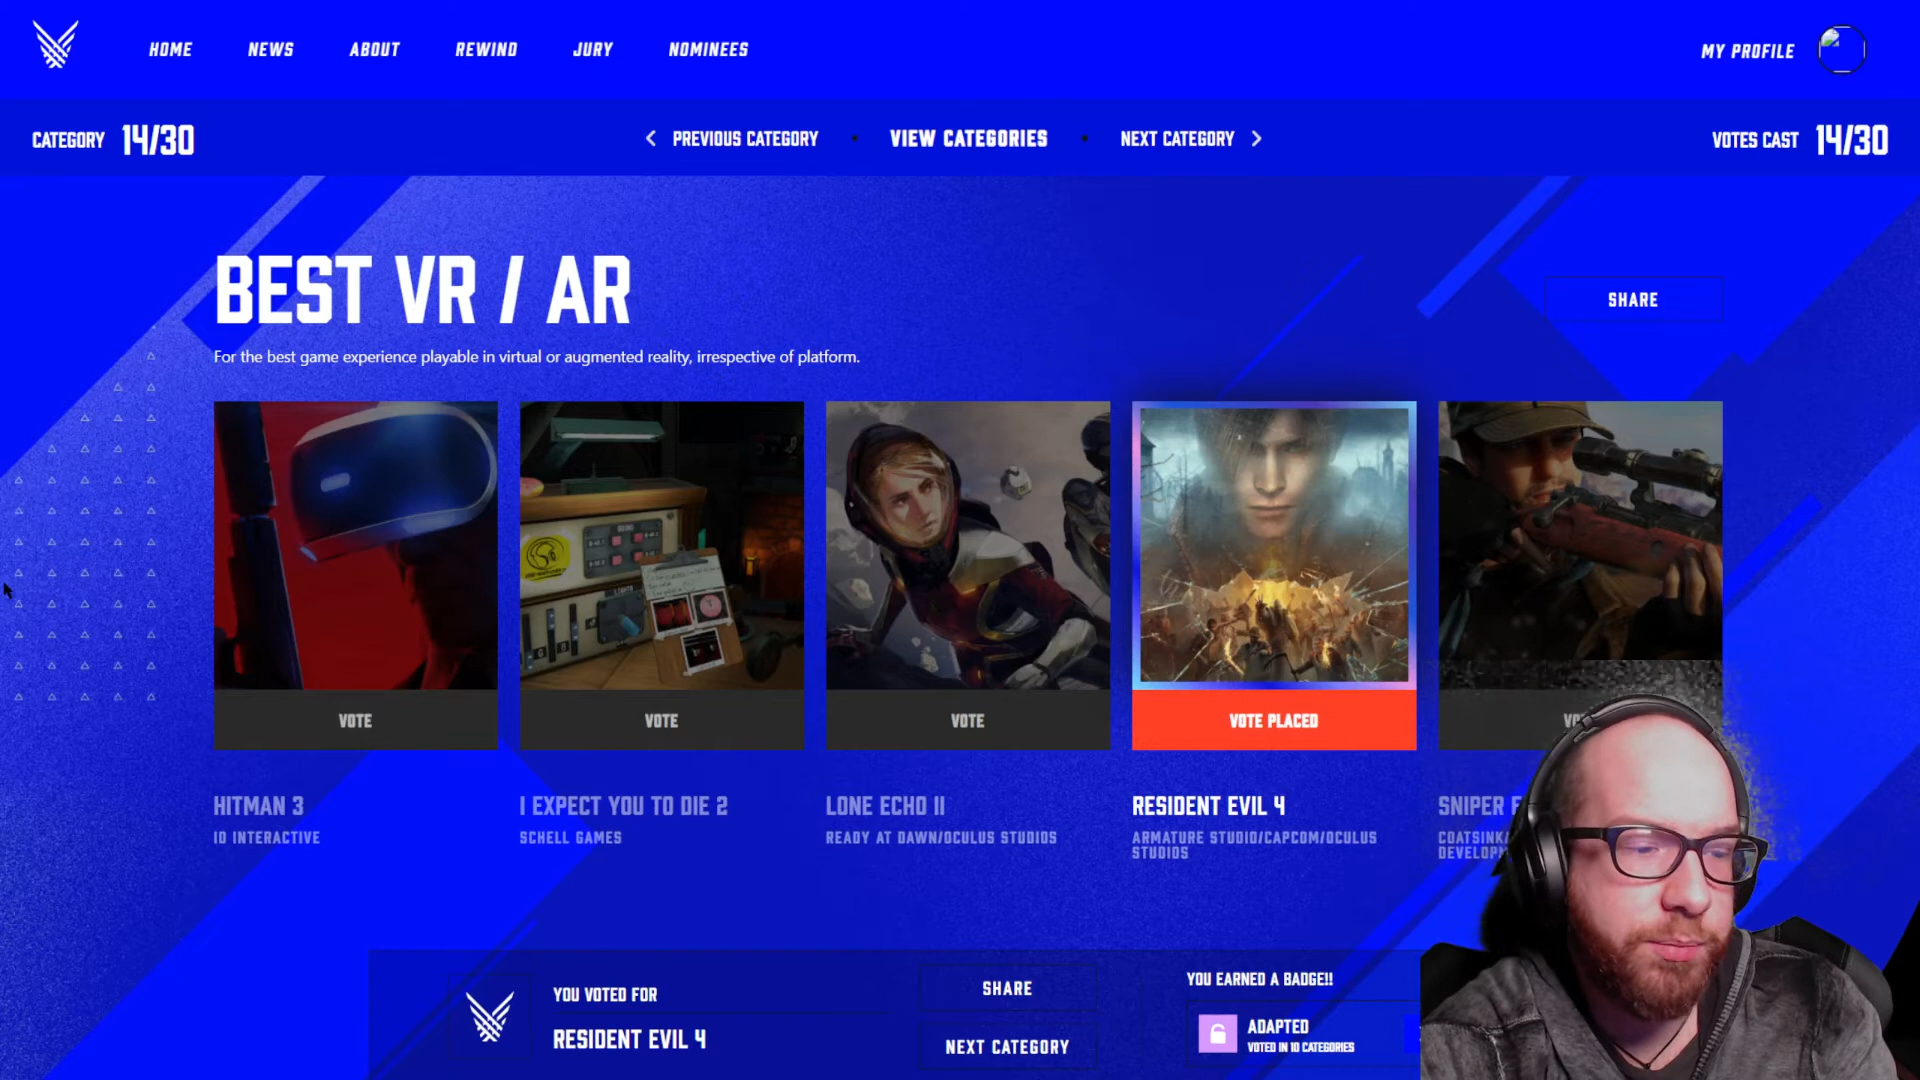 HOME
NEWS
ABOUT
REWIND
JURY
NOMINEES
MY PROFILE
CATEGORY 14/30
PREVIOUS CATEGORY
VIEW CATEGORIES
NEXT CATEGORY
VOTES CAST 14/30
BEST VR / AR
SHARE
For the best game experience playable in virtual or augmented reality, irrespective of platform.
VOTE
VOTE
VOTE
VOTE PLACED
HITMAN 3
IO INTERACTIVE
I EXPECT YOU TO DIE 2
SCHELL GAMES
LONE ECHO II
READY AT DAWN/OCULUS STUDIOS
RESIDENT EVIL 4
ARMATURE STUDIO/CAPCOM/OCULUS
STUDIOS
SNIPER
YOU VOTED FOR
RESIDENT EVIL 4
SHARE
NEXT CATEGORY
YOU EARNED A BADGE!!
ADAPTED
VOTED IN 10 CATEGORIES